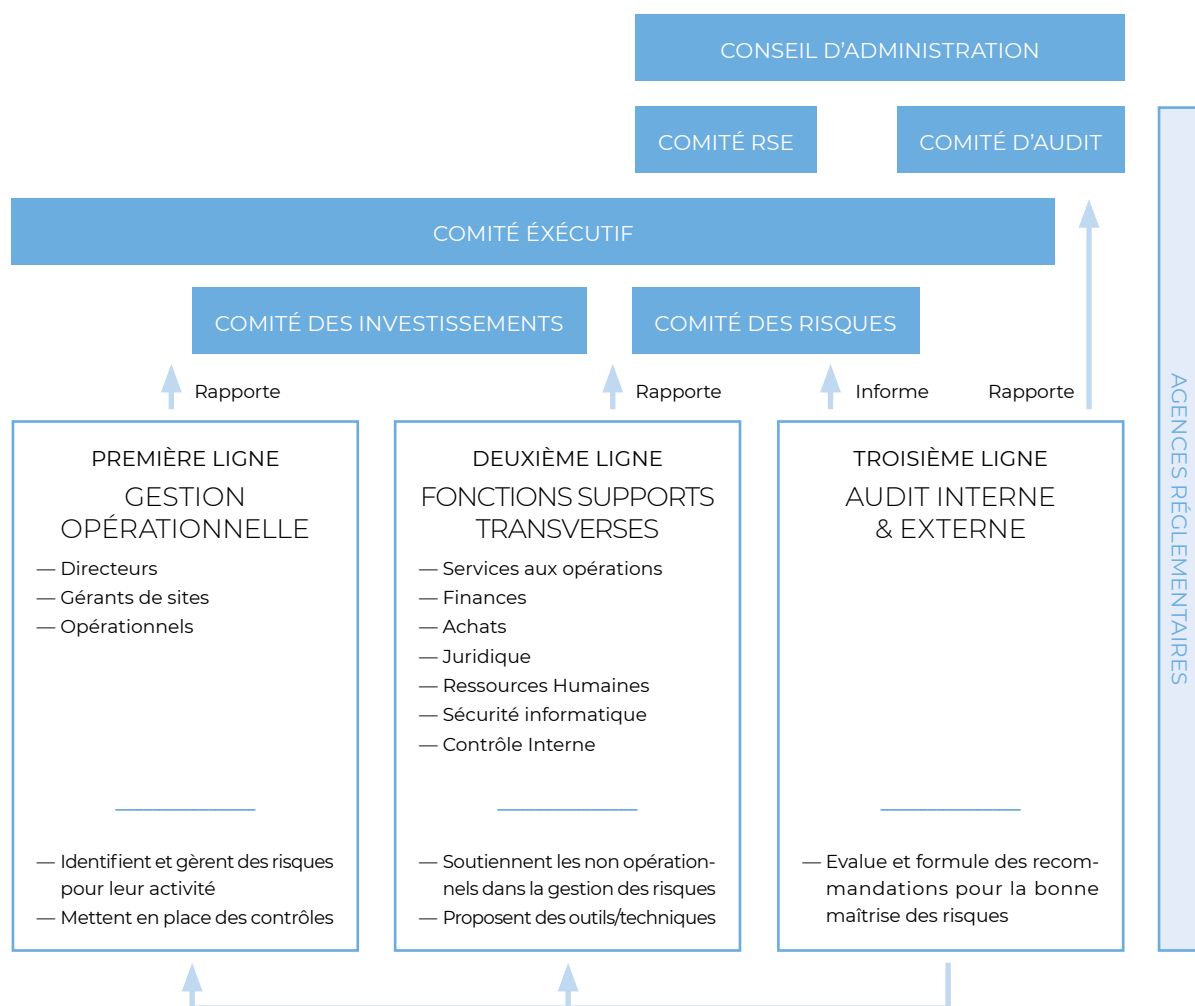 CONSEIL D'ADMINISTRATION
COMITÉ RSE
COMITÉ D'AUDIT
COMITÉ ÉXÉCUTIF
COMITÉ DES INVESTISSEMENTS
COMITÉ DES RISQUES
Rapporte
Rapporte
Informe
Rapporte
PREMIÈRE LIGNE
GESTION
OPÉRATIONNELLE
— Directeurs
— Gérants de sites
— Opérationnels
— Identifient et gèrent des risques
pour leur activité
— Mettent en place des contrôles
DEUXIÈME LIGNE
FONCTIONS SUPPORTS
TRANSVERSES
— Services aux opérations
— Finances
— Achats
— Juridique
— Ressources Humaines
— Sécurité informatique
— Contrôle Interne
— Soutiennent les non opération-
nels dans la gestion des risques
— Proposent des outils/techniques
TROISIÈME LIGNE
AUDIT INTERNE
& EXTERNE
— Evalue et formule des recom-
mandations pour la bonne
maîtrise des risques
AGENCES RÉGLEMENTAIRES